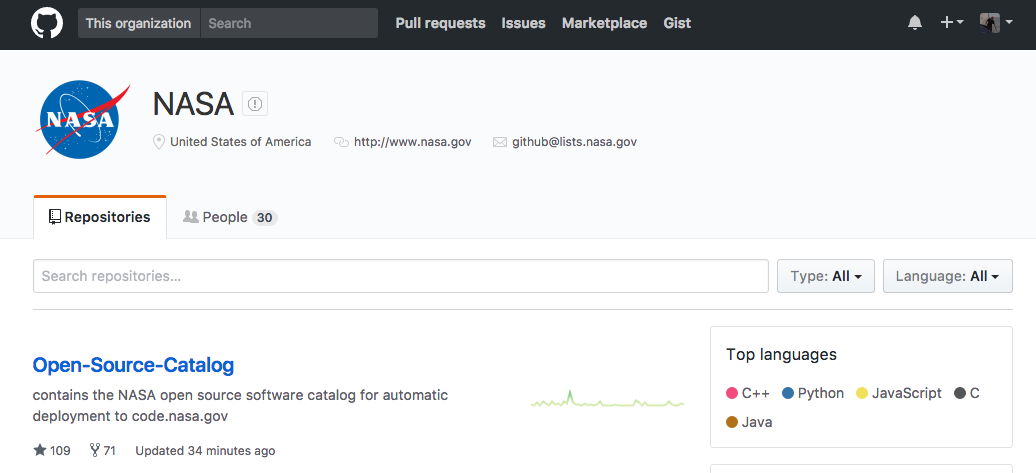 This organization Search Pull requests Issues Marketplace Gist
NASA
NASA
United States of America http://www.nasa.gov github@lists.nasa.gov
Repositories People 30
Search repositories... Type: All Language: All
Open-Source-Catalog
contains the NASA open source software catalog for automatic
deployment to code.nasa.gov
109 71 Updated 34 minutes ago
Top languages
C++ Python JavaScript C
Java